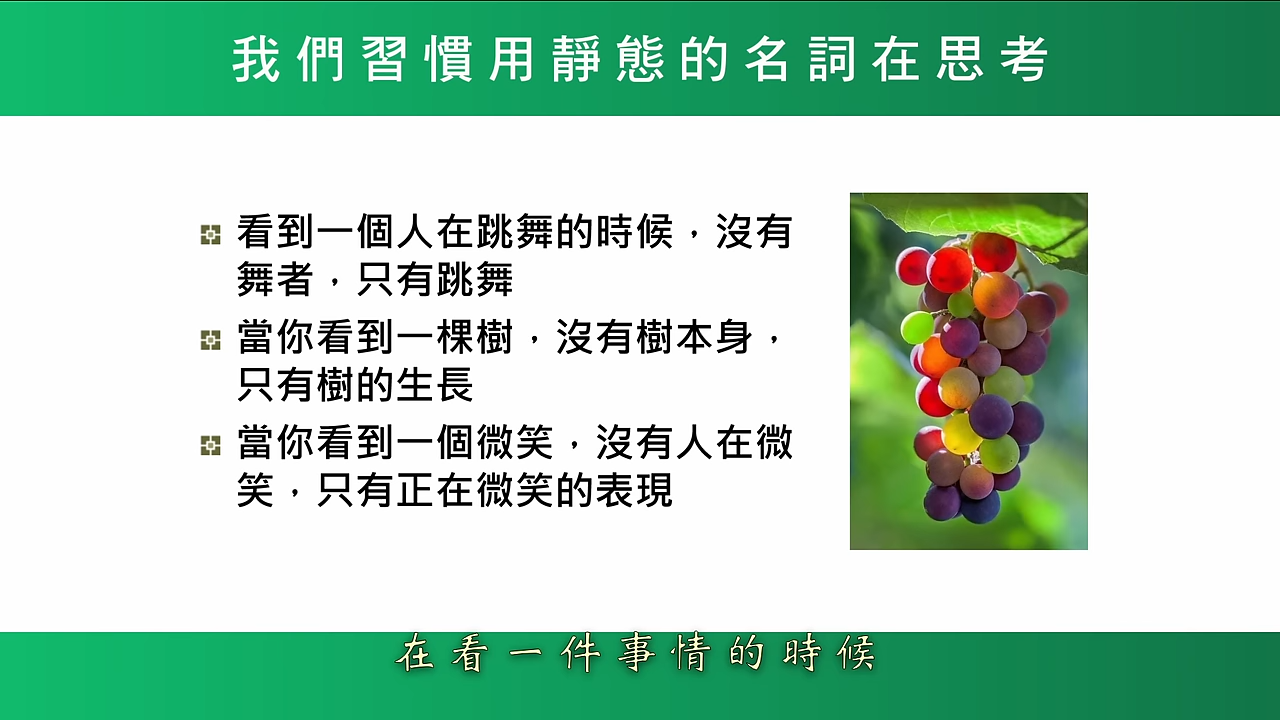 我們習慣用靜態的名詞在思考
看到一個人在跳舞的時候，沒有
舞者，只有跳舞
當你看到一棵樹，沒有樹本身，
只有樹的生長
當你看到一個微笑，沒有人在微
笑，只有正在微笑的表現
在看一件事情的時候